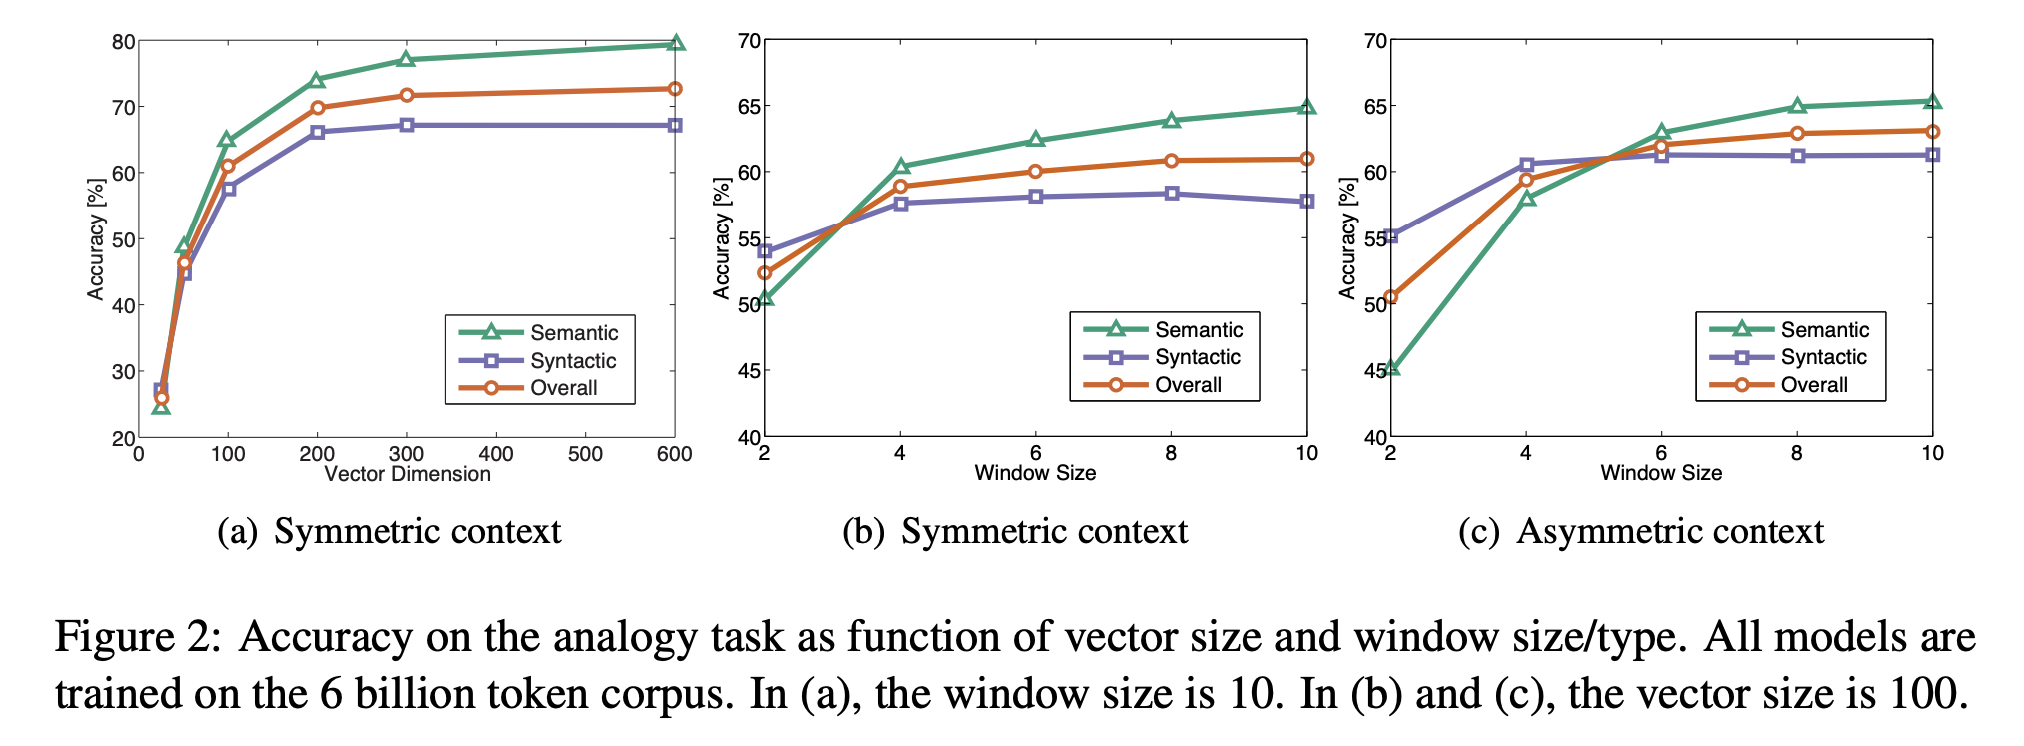 80
70
60
50
40
30
20
Accuracy [%]
0 100 200 300 400 500 600
Vector Dimension
Semantic
Syntactic
Overall
(a) Symmetric context
70
65
60
55
50
45
40
Accuracy [%]
2 4 6 8 10
Window Size
Semantic
Syntactic
Overall
(b) Symmetric context
70
65
60
55
50
45
40
Accuracy [%]
2 4 6 8 10
Window Size
Semantic
Syntactic
Overall
(c) Asymmetric context
Figure 2: Accuracy on the analogy task as function of vector size and window size/type. All models are
trained on the 6 billion token corpus. In (a), the window size is 10. In (b) and (c), the vector size is 100.